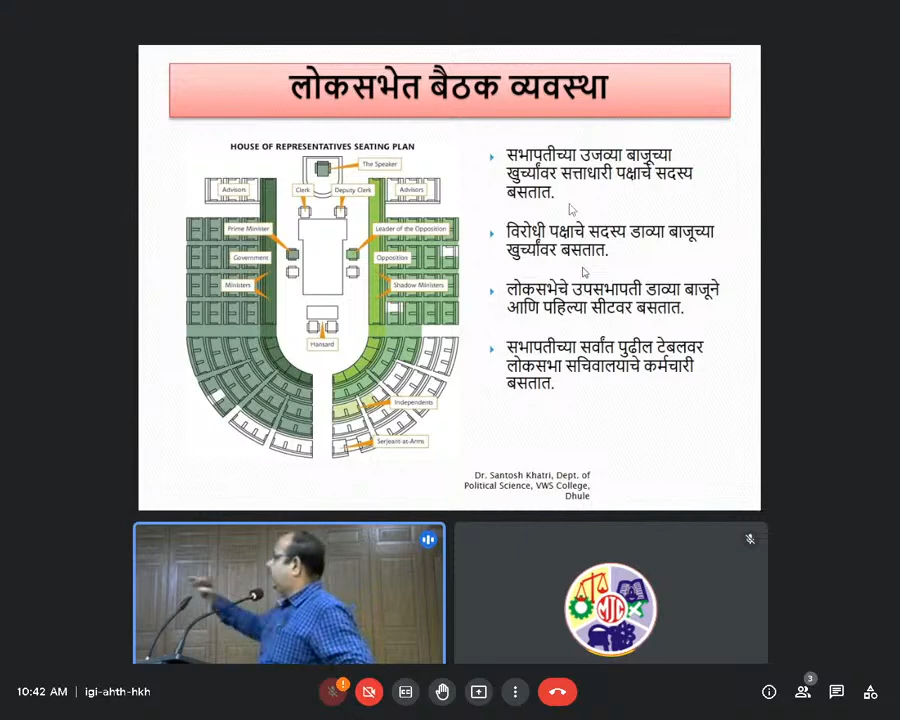 लोकसभेत बैठक व्यवस्था
HOUSE OF REPRESENTATIVES SEATING PLAN
The Speaker
Advisors
Clerk
Deputy Clerk
Advisors
Prime Minister
Leader of the Opposition
Government
Opposition
Ministers
Shadow Ministers
Hansard
Independents
Serjeant-at-Arms
सभापतीच्या उजव्या बाजूच्या
खुर्च्यांवर सत्ताधारी पक्षाचे सदस्य
बसतात.
विरोधी पक्षाचे सदस्य डाव्या बाजूच्या
खुर्च्यांवर बसतात.
लोकसभेचे उपसभापती डाव्या बाजूने
आणि पहिल्या सीटवर बसतात.
सभापतीच्या सर्वांत पुढील टेबलवर
लोकसभा सचिवालयाचे कर्मचारी
बसतात.
Dr. Santosh Khatri, Dept. of
Political Science, VWS College,
Dhule
MJC
10:42 AM | igi-ahth-hkh
3